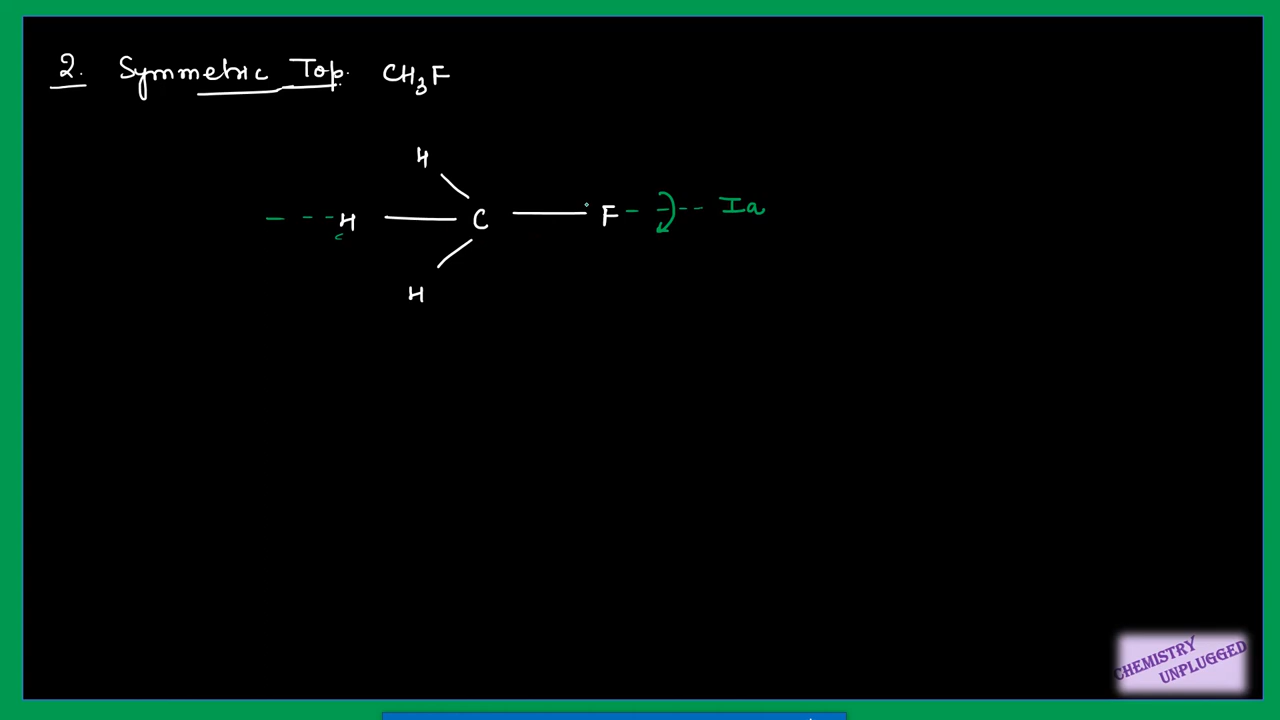 2. Symmetric Top. CH₃F
H
H C F Ia
H
CHEMISTRY
UNPLUGGED